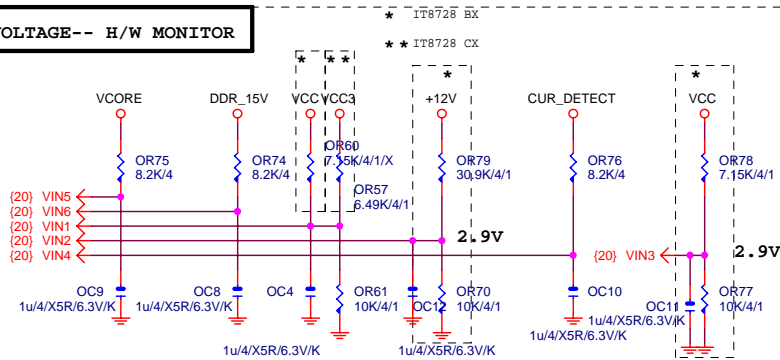 * IT8728 BX
VOLTAGE-- H/W MONITOR
** IT8728 CX
* ** * *
VCORE DDR_15V VCC VCC3 +12V CUR_DETECT VCC
OR60
7.15K/4/1/X
OR75 OR74 OR79 OR76 OR78
8.2K/4 8.2K/4 30.9K/4/1 8.2K/4 7.15K/4/1
OR57
6.49K/4/1
{20} VIN5
{20} VIN6
{20} VIN1
{20} VIN2 2.9V
{20} VIN4 {20} VIN3 2.9V
OC9 OC8 OC4 OR61 OC12 OR70 OC10 OC11 OR77
1u/4/X5R/6.3V/K 1u/4/X5R/6.3V/K 10K/4/1 10K/4/1 1u/4/X5R/6.3V/K 10K/4/1
1u/4/X5R/6.3V/K
1u/4/X5R/6.3V/K 1u/4/X5R/6.3V/K